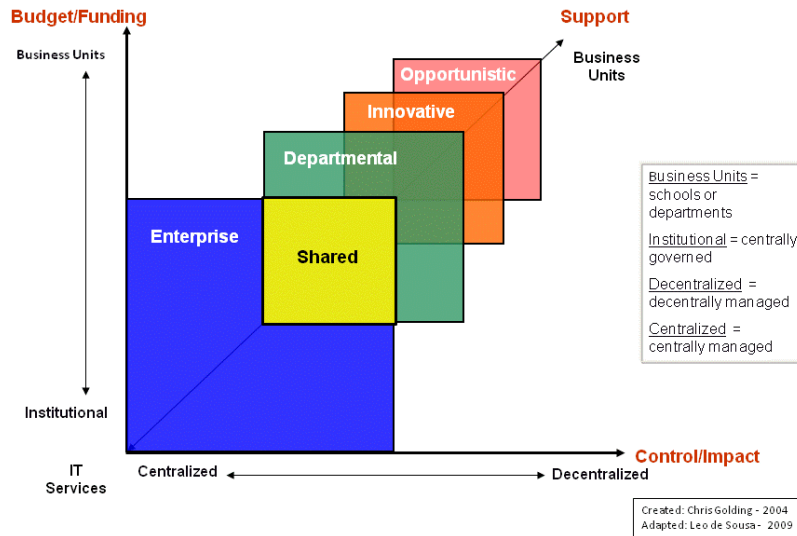 Budget/Funding
Support
Business Units
Business
Units
Opportunistic
Innovative
Departmental
Enterprise
Shared
Business Units =
schools or
departments
Institutional = centrally
governed
Decentralized =
decentrally managed
Centralized =
centrally managed
Institutional
Control/Impact
IT
Services
Centralized
Decentralized
Created: Chris Golding - 2004
Adapted: Leo de Sousa - 2009